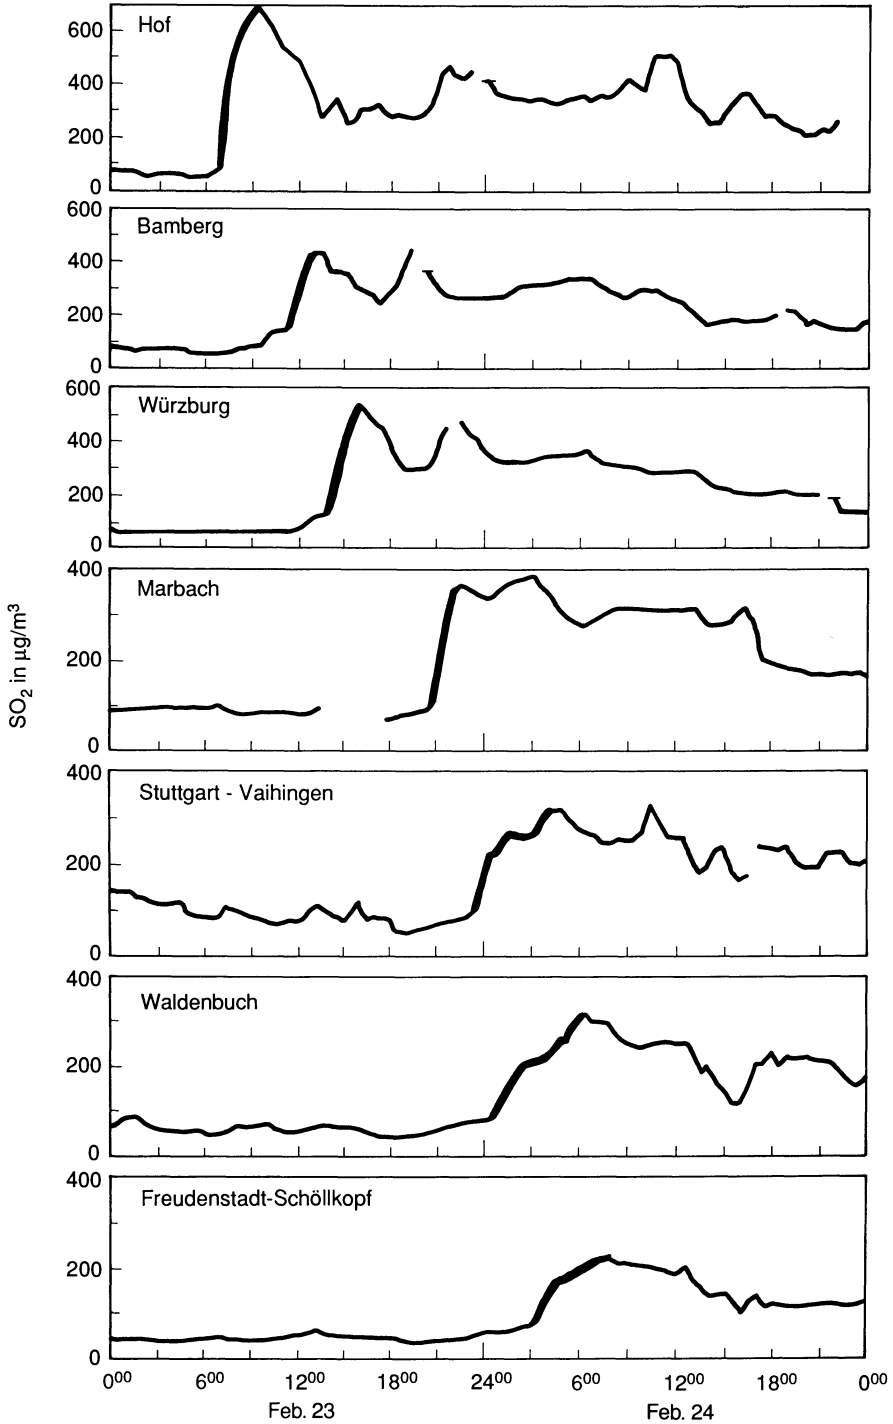 600
400
200
0
Hof
600
400
200
0
Bamberg
600
400
200
0
Würzburg
400
200
0
Marbach
SO₂ in µg/m³
400
200
0
Stuttgart - Vaihingen
400
200
0
Waldenbuch
400
200
0
Freudenstadt-Schöllkopf
0⁰⁰ 6⁰⁰ 12⁰⁰ 18⁰⁰ 24⁰⁰ 6⁰⁰ 12⁰⁰ 18⁰⁰ 0⁰⁰
Feb. 23 Feb. 24